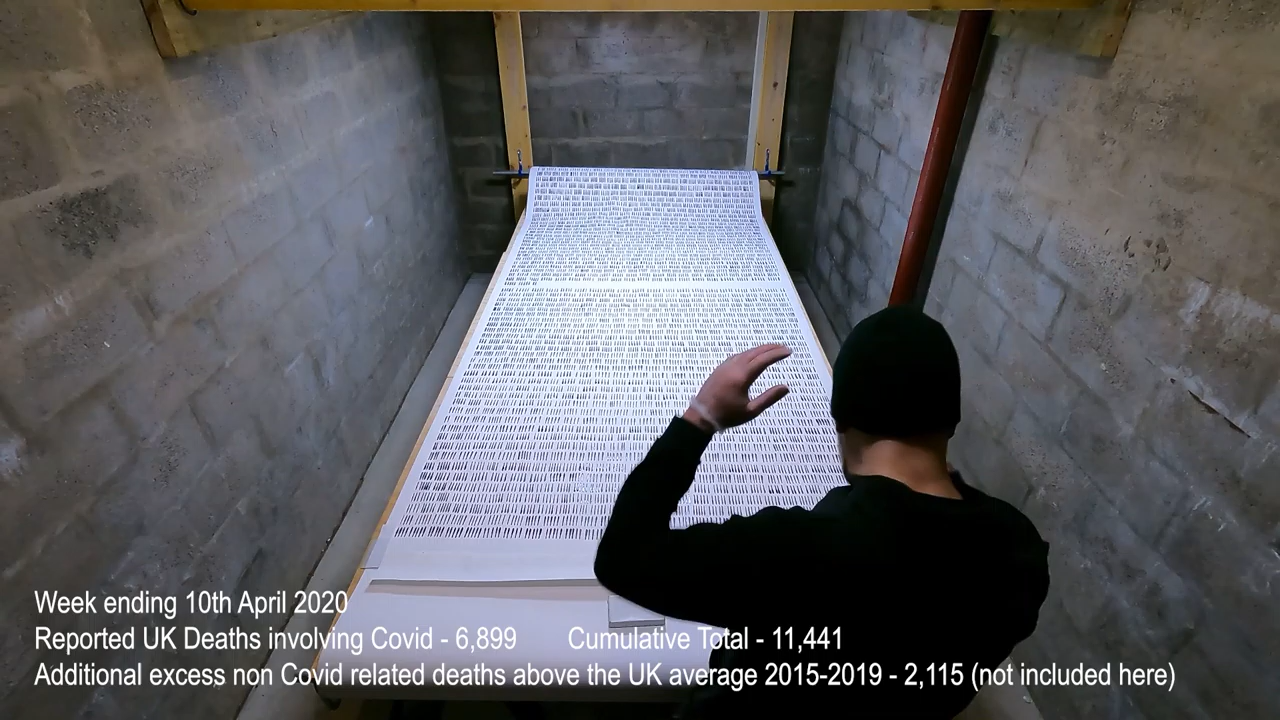 Week ending 10th April 2020
Reported UK Deaths involving Covid - 6,899 Cumulative Total - 11,441
Additional excess non Covid related deaths above the UK average 2015-2019 - 2,115 (not included here)